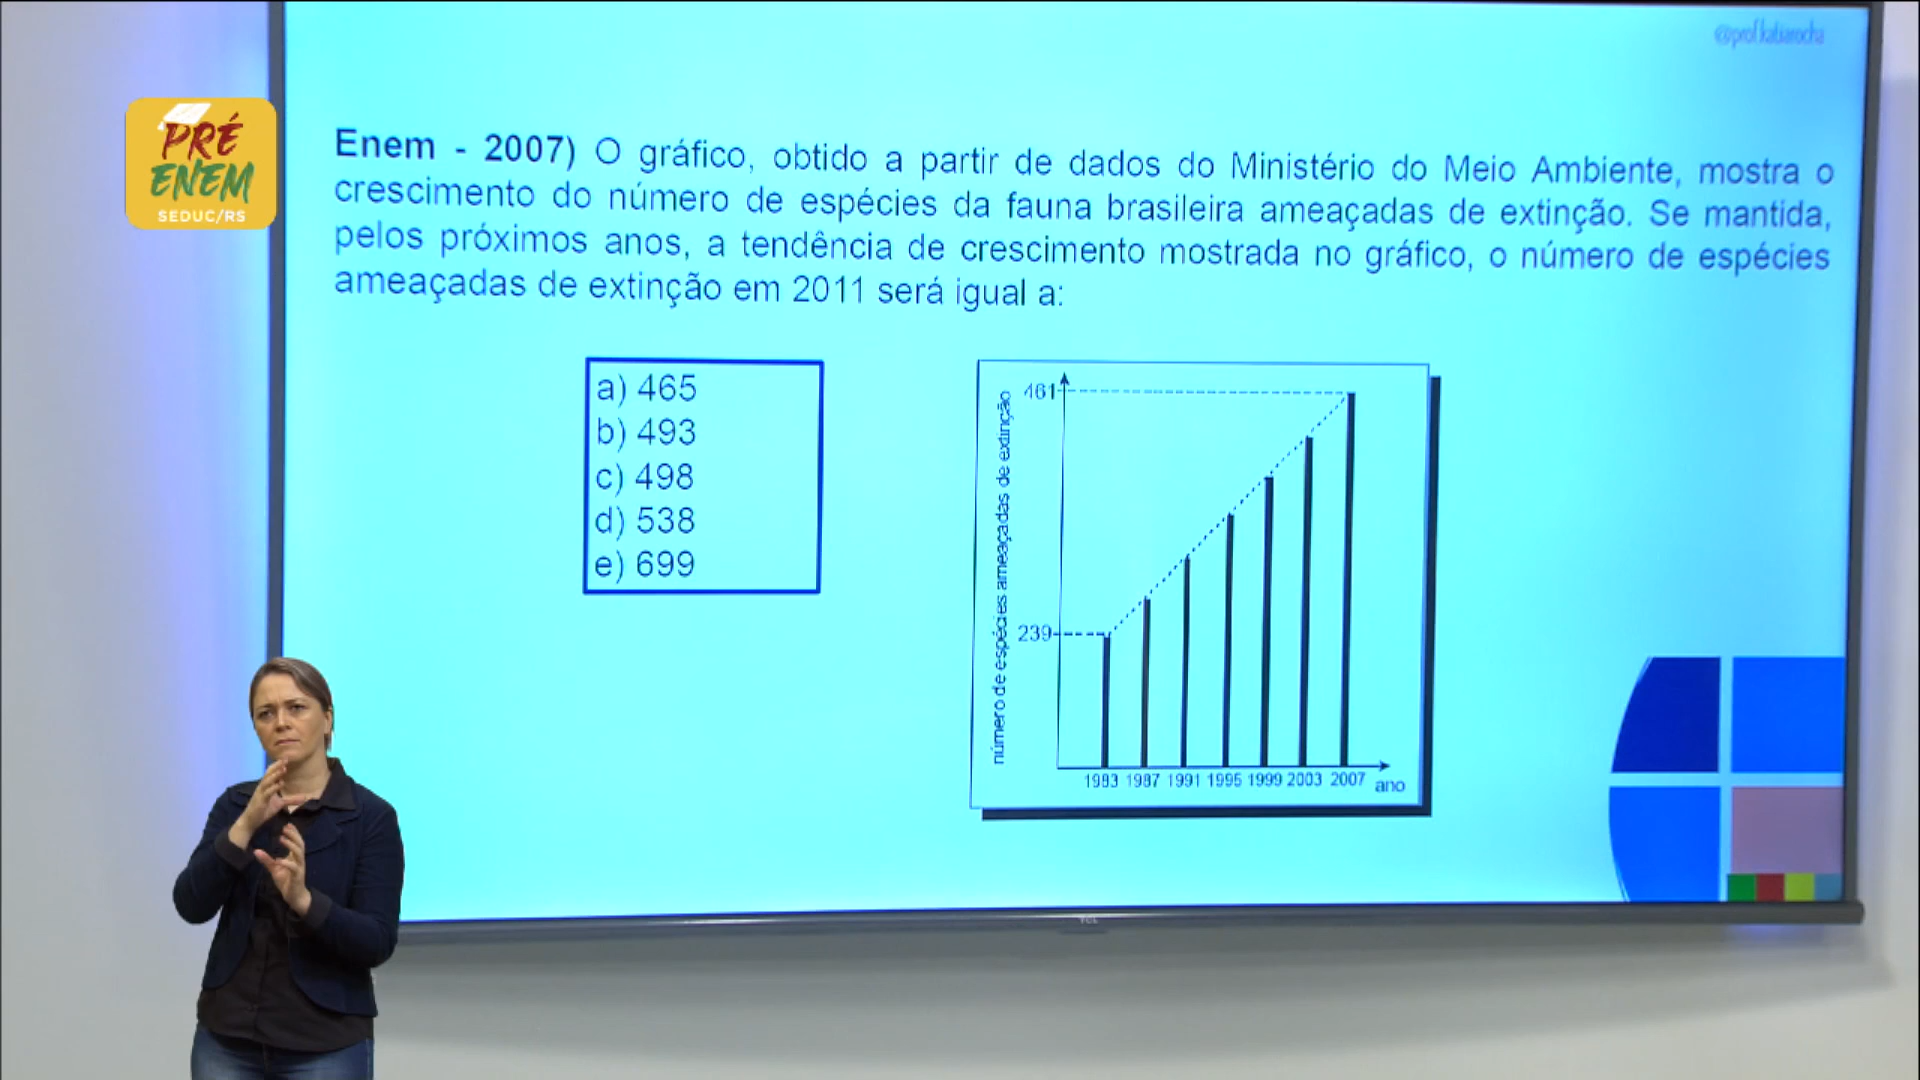 @prof.katiarocha
PRÉ
ENEM
SEDUC/RS
Enem - 2007) O gráfico, obtido a partir de dados do Ministério do Meio Ambiente, mostra o
crescimento do número de espécies da fauna brasileira ameaçadas de extinção. Se mantida,
pelos próximos anos, a tendência de crescimento mostrada no gráfico, o número de espécies
ameaçadas de extinção em 2011 será igual a:
a) 465
b) 493
c) 498
d) 538
e) 699
número de espécies ameaçadas de extinção
461
239
1983 1987 1991 1995 1999 2003 2007
ano
TCL